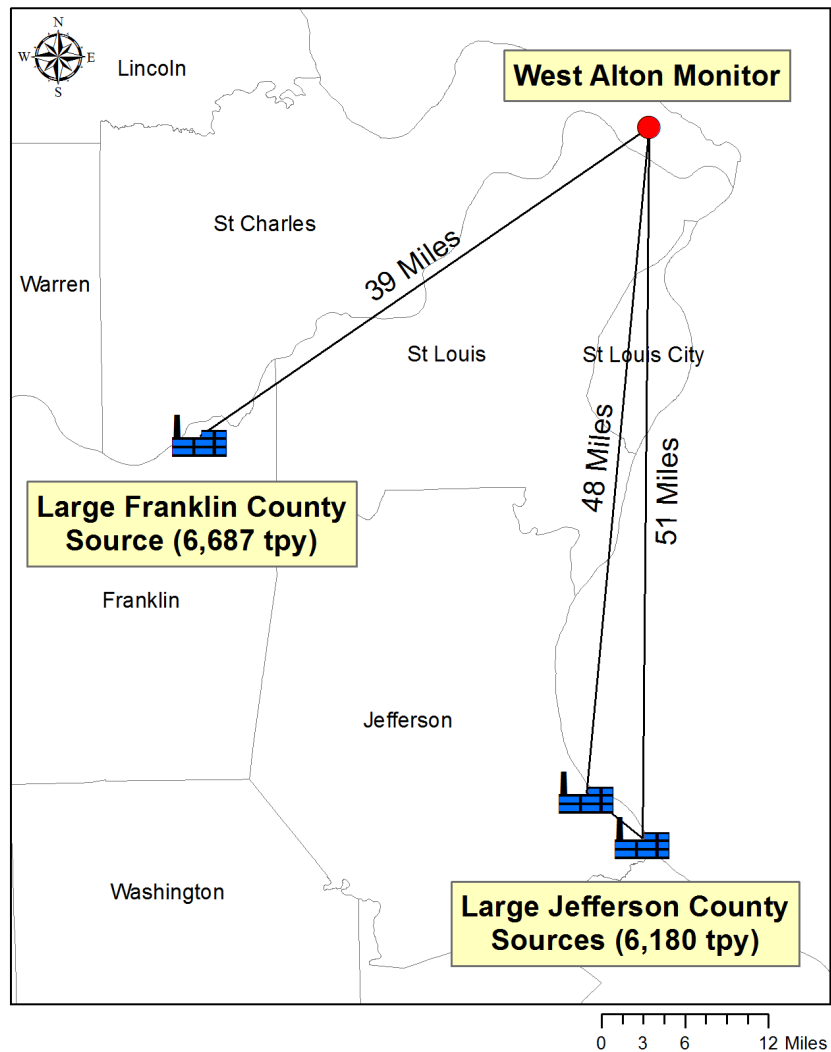 N
W E
S
Lincoln
West Alton Monitor
St Charles
39 Miles
Warren
St Louis
St Louis City
48 Miles
51 Miles
Large Franklin County
Source (6,687 tpy)
Franklin
Jefferson
Washington
Large Jefferson County
Sources (6,180 tpy)
0 3 6 12 Miles